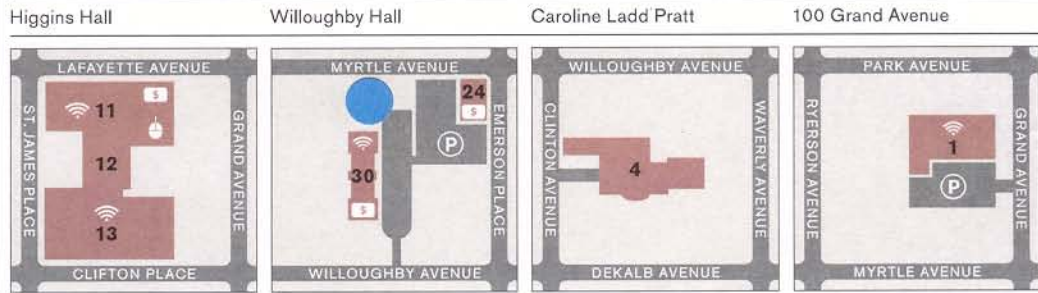 Higgins Hall
Willoughby Hall
Caroline Ladd Pratt
100 Grand Avenue
LAFAYETTE AVENUE
ST. JAMES PLACE
GRAND AVENUE
$
11
12
13
CLIFTON PLACE
MYRTLE AVENUE
24
$
EMERSON PLACE
P
30
$
WILLOUGHBY AVENUE
WILLOUGHBY AVENUE
CLINTON AVENUE
WAVERLY AVENUE
4
DEKALB AVENUE
PARK AVENUE
RYERSON AVENUE
GRAND AVENUE
1
P
MYRTLE AVENUE